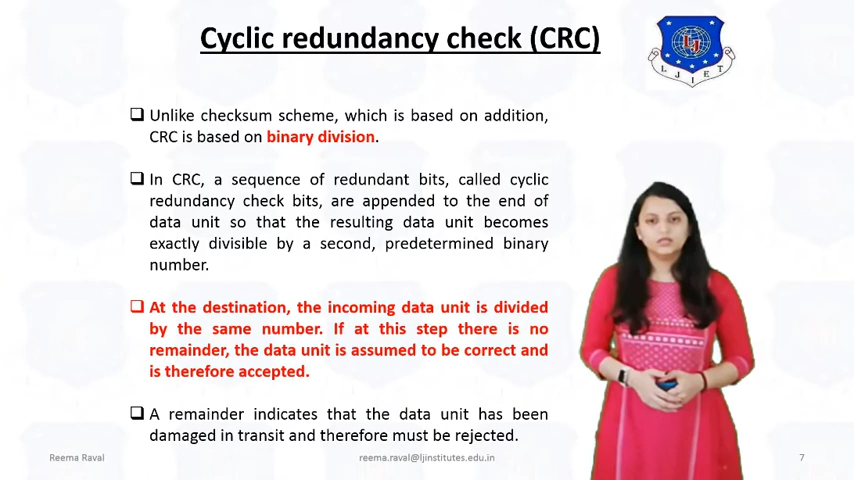 Cyclic redundancy check (CRC)
LJ
LJIET
Unlike checksum scheme, which is based on addition,
CRC is based on binary division.
In CRC, a sequence of redundant bits, called cyclic
redundancy check bits, are appended to the end of
data unit so that the resulting data unit becomes
exactly divisible by a second, predetermined binary
number.
At the destination, the incoming data unit is divided
by the same number. If at this step there is no
remainder, the data unit is assumed to be correct and
is therefore accepted.
A remainder indicates that the data unit has been
damaged in transit and therefore must be rejected.
Reema Raval
reema.raval@ljinstitutes.edu.in
7